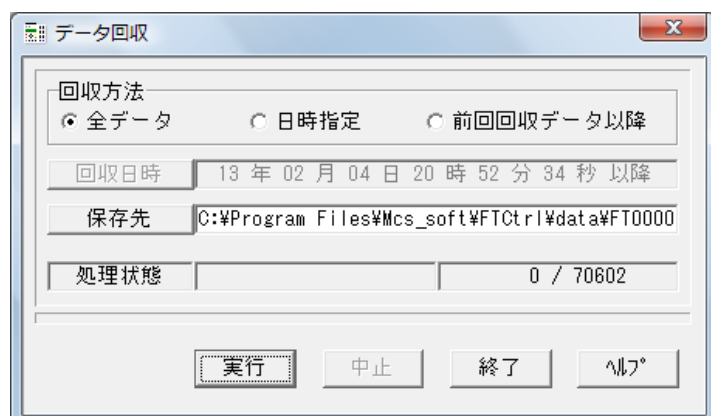 データ回収
回収方法
全データ 日時指定 前回回収データ以降
回収日時 13 年 02 月 04 日 20 時 52 分 34 秒 以降
保存先 C:¥Program Files¥Mcs_soft¥FTCtrl¥data¥FT0000
処理状態 0 / 70602
実行 中止 終了 ﾍﾙﾌﾟ